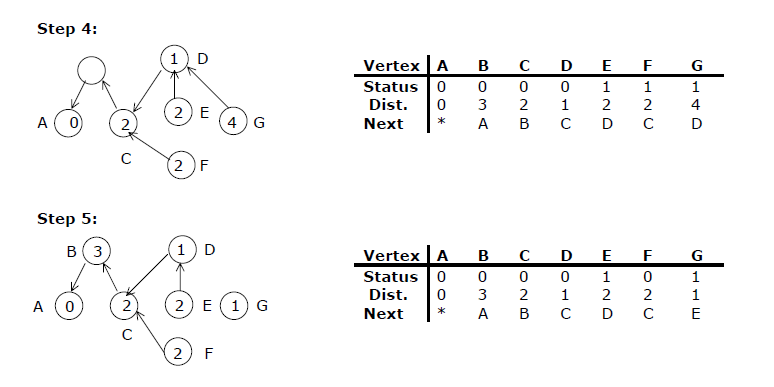 Step 4:
1 D
2 E
A 0
2
4 G
C
2 F
Vertex A B C D E F G
Status 0 0 0 0 1 1 1
Dist. 0 3 2 1 2 2 4
Next * A B C D C D
Step 5:
B 3
1 D
A 0
2
2 E
1 G
C
2 F
Vertex A B C D E F G
Status 0 0 0 0 1 0 1
Dist. 0 3 2 1 2 2 1
Next * A B C D C E